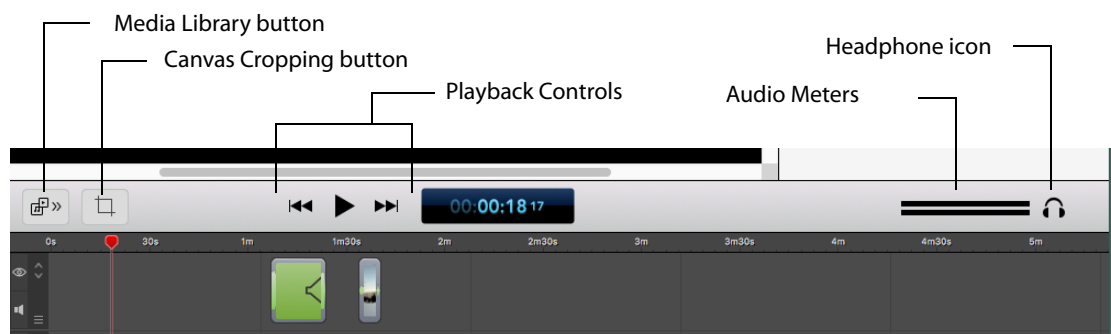 Media Library button
Canvas Cropping button
Headphone icon
Playback Controls
Audio Meters
00:00:18 17
0s 30s 1m 1m30s 2m 2m30s 3m 3m30s 4m 4m30s 5m